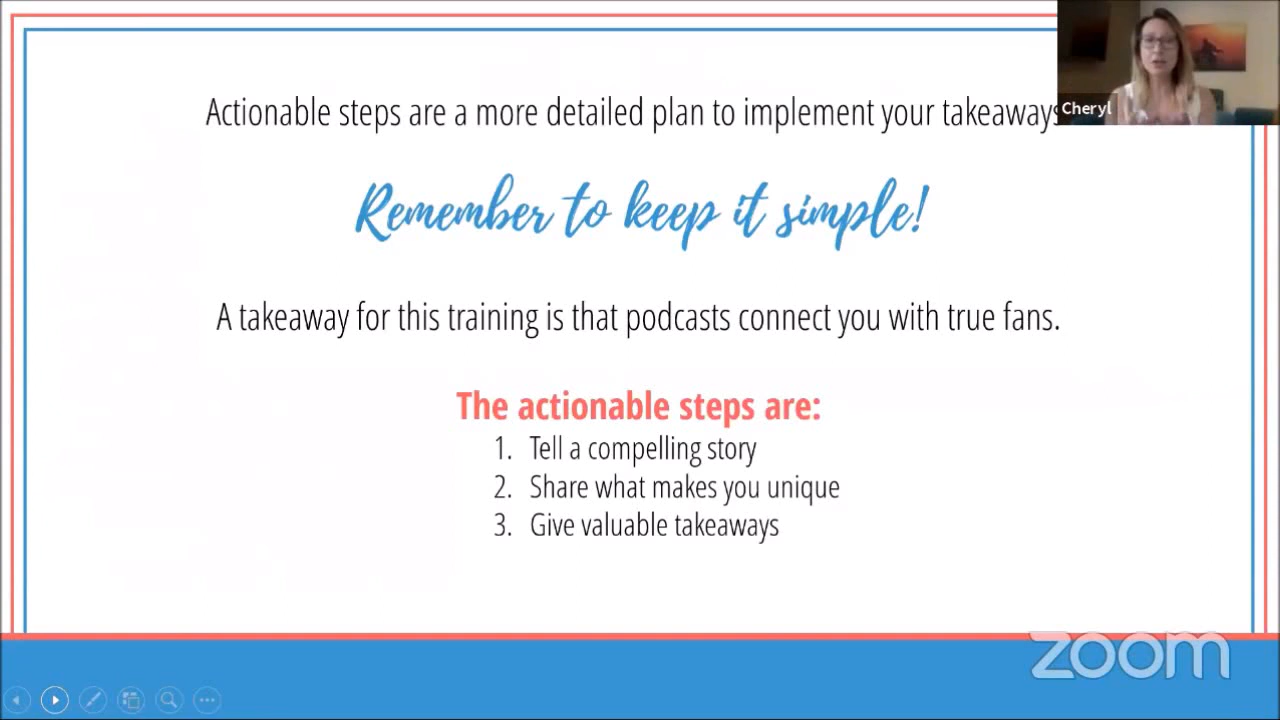 Actionable steps are a more detailed plan to implement your takeaways
Cheryl
Remember to keep it simple!
A takeaway for this training is that podcasts connect you with true fans.
The actionable steps are:
1. Tell a compelling story
2. Share what makes you unique
3. Give valuable takeaways
zoom